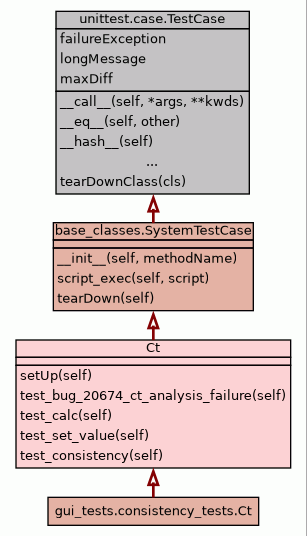 unittest.case.TestCase
failureException
longMessage
maxDiff
__call__(self, *args, **kwds)
__eq__(self, other)
__hash__(self)
...
tearDownClass(cls)
base_classes.SystemTestCase
__init__(self, methodName)
script_exec(self, script)
tearDown(self)
Ct
setUp(self)
test_bug_20674_ct_analysis_failure(self)
test_calc(self)
test_set_value(self)
test_consistency(self)
gui_tests.consistency_tests.Ct